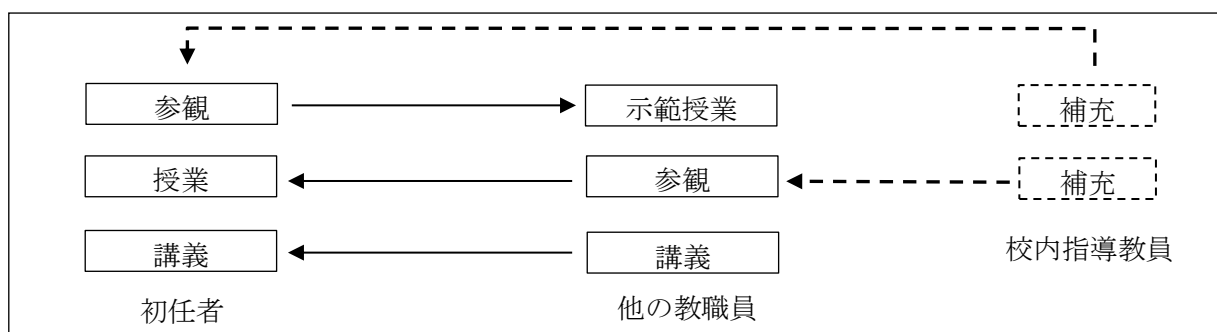 参観 示範授業 補充
授業 参観 補充
講義 講義
校内指導教員
初任者 他の教職員